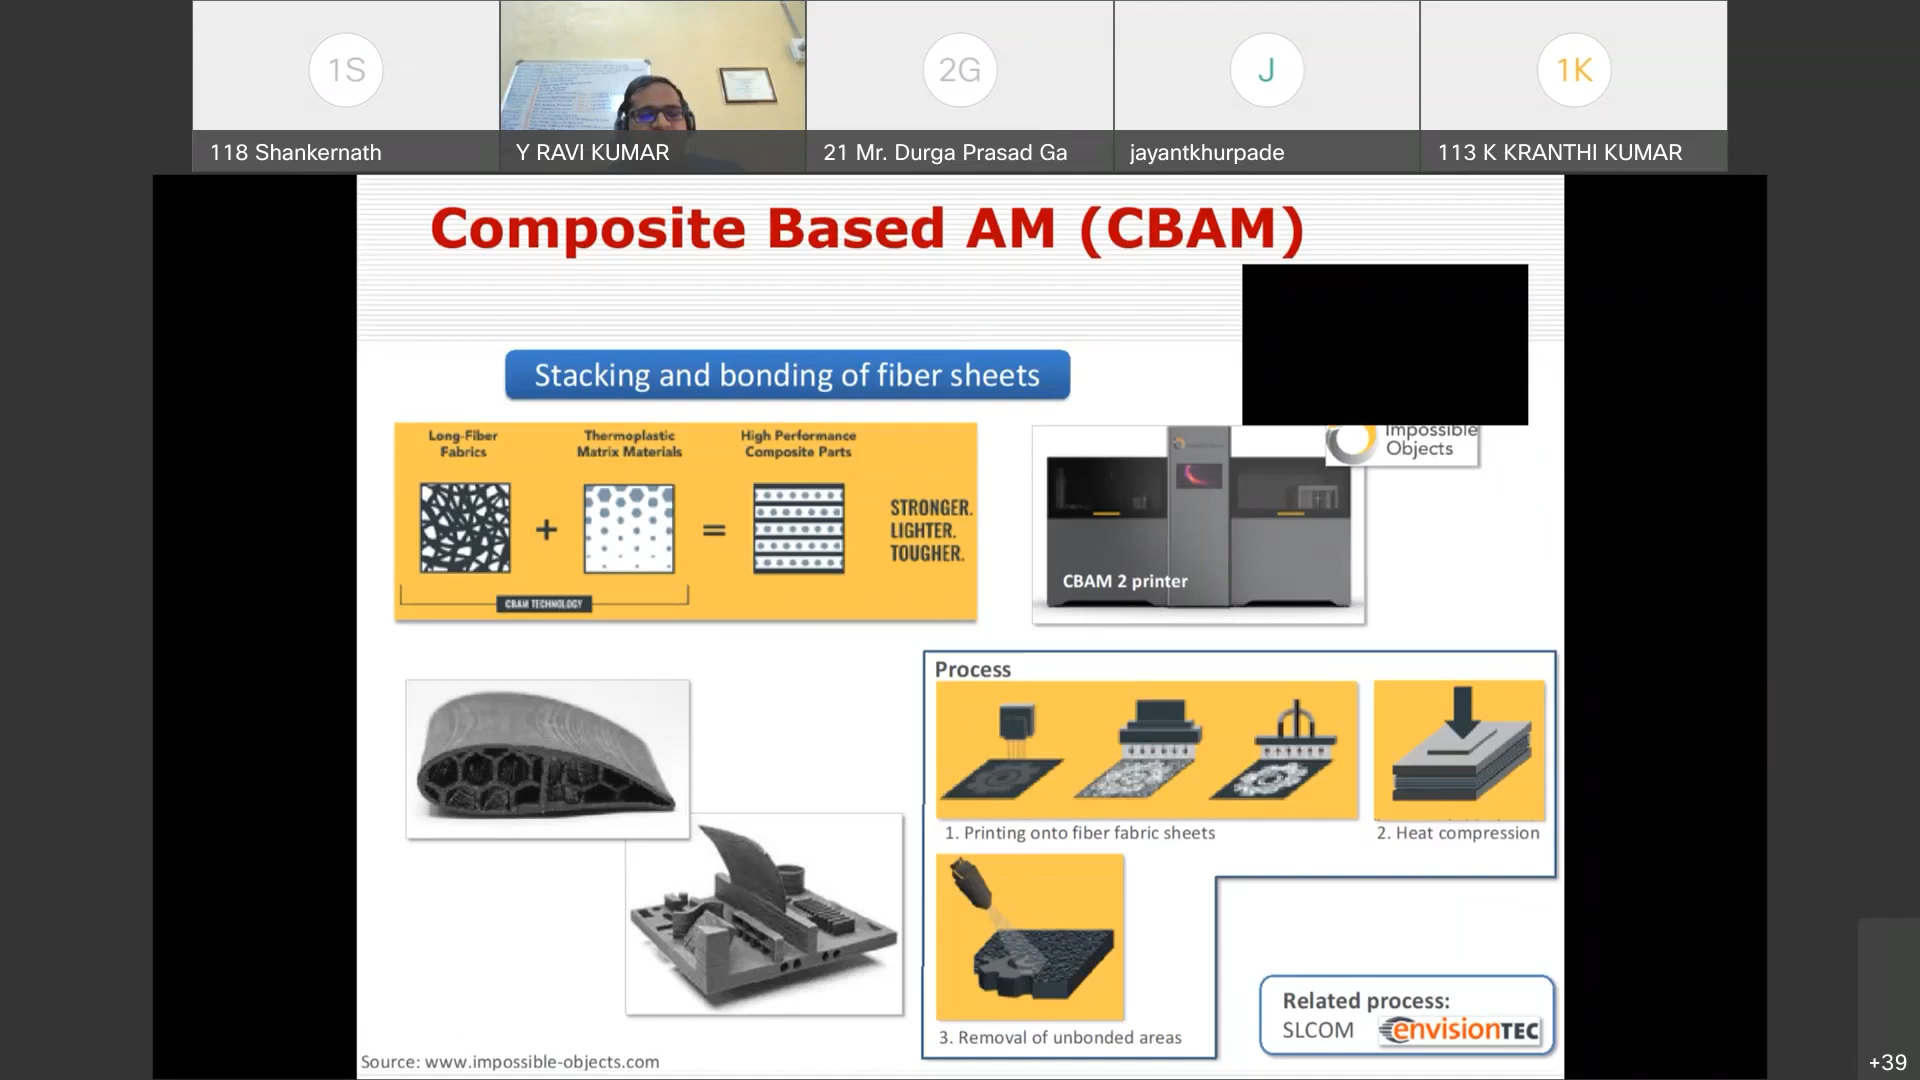 1S
2G
J
1K
118 Shankernath
Y RAVI KUMAR
21 Mr. Durga Prasad Ga
jayantkhurpade
113 K KRANTHI KUMAR
Composite Based AM (CBAM)
Stacking and bonding of fiber sheets
Long-Fiber
Fabrics
Thermoplastic
Matrix Materials
High Performance
Composite Parts
+
=
STRONGER.
LIGHTER.
TOUGHER.
CBAM TECHNOLOGY
Impossible
Objects
CBAM 2 printer
Process
1. Printing onto fiber fabric sheets
2. Heat compression
3. Removal of unbonded areas
Related process:
SLCOM envisionTEC
Source: www.impossible-objects.com
+39